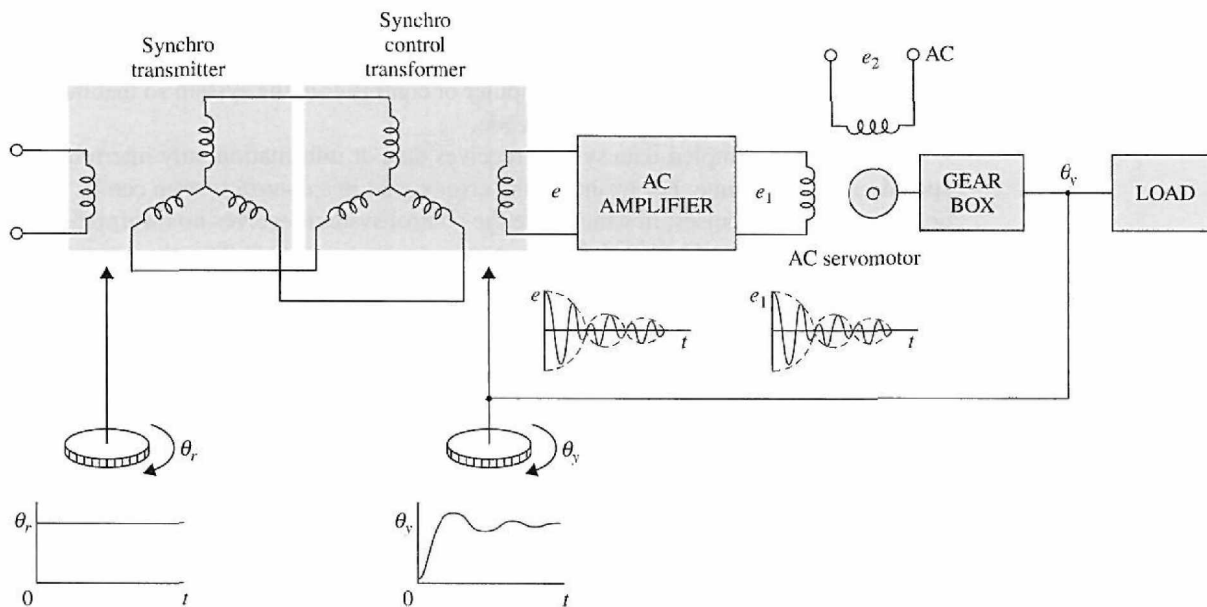 Synchro
transmitter
Synchro
control
transformer
e₂
AC
e
AC
AMPLIFIER
e₁
GEAR
BOX
θy
LOAD
AC servomotor
e
t
e₁
t
θr
θy
θr
0
t
θy
0
t